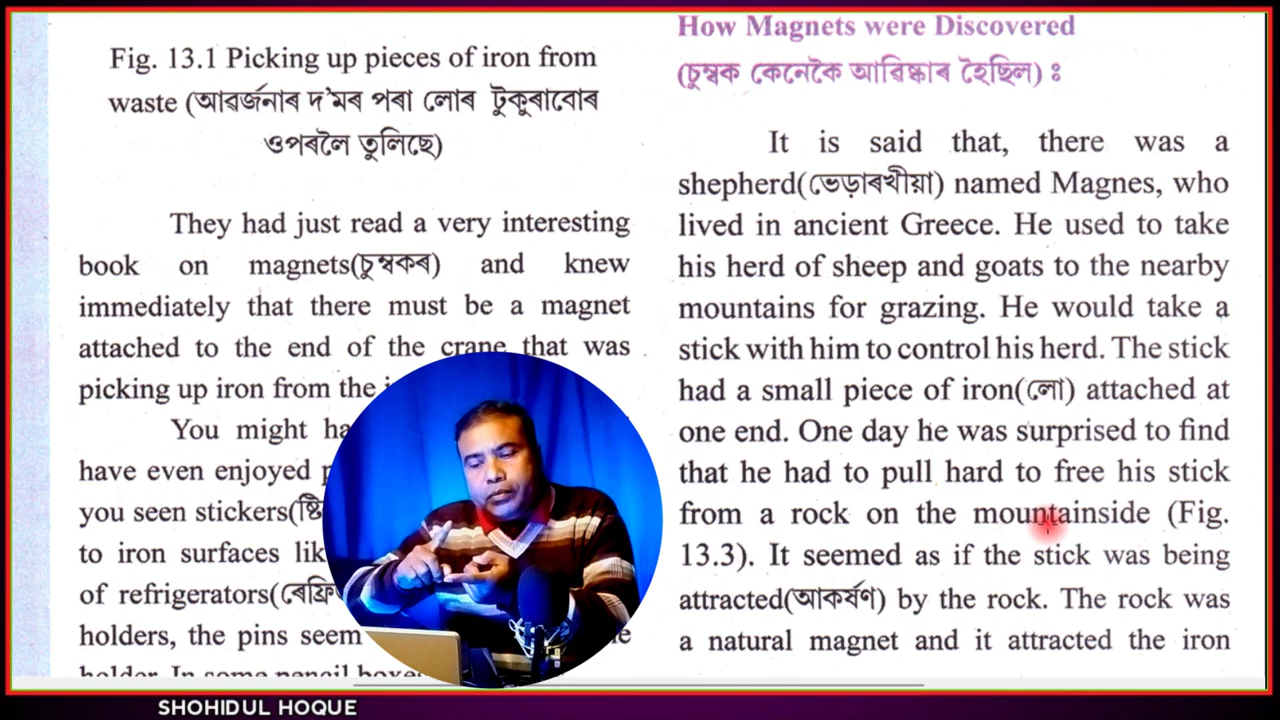 Fig. 13.1 Picking up pieces of iron from
waste (আৱৰ্জনাৰ দ'মৰ পৰা লোৰ টুকুৰাবোৰ
ওপৰলৈ তুলিছে)
They had just read a very interesting
book on magnets(চুম্বকৰ) and knew
immediately that there must be a magnet
attached to the end of the crane that was
picking up iron from the
You might
have even enjoyed
you seen stickers(
to iron surfaces
of refrigerators(
holders, the pins seem
holder. In some pencil
How Magnets were Discovered
(চুম্বক কেনেকৈ আৱিষ্কাৰ হৈছিল) ঃ
It is said that, there was a
shepherd(ভেড়াৰখীয়া) named Magnes, who
lived in ancient Greece. He used to take
his herd of sheep and goats to the nearby
mountains for grazing. He would take a
stick with him to control his herd. The stick
had a small piece of iron(লো) attached at
one end. One day he was surprised to find
that he had to pull hard to free his stick
from a rock on the mountainside (Fig.
13.3). It seemed as if the stick was being
attracted(আকৰ্ষণ) by the rock. The rock was
a natural magnet and it attracted the iron
SHOHIDUL HOQUE